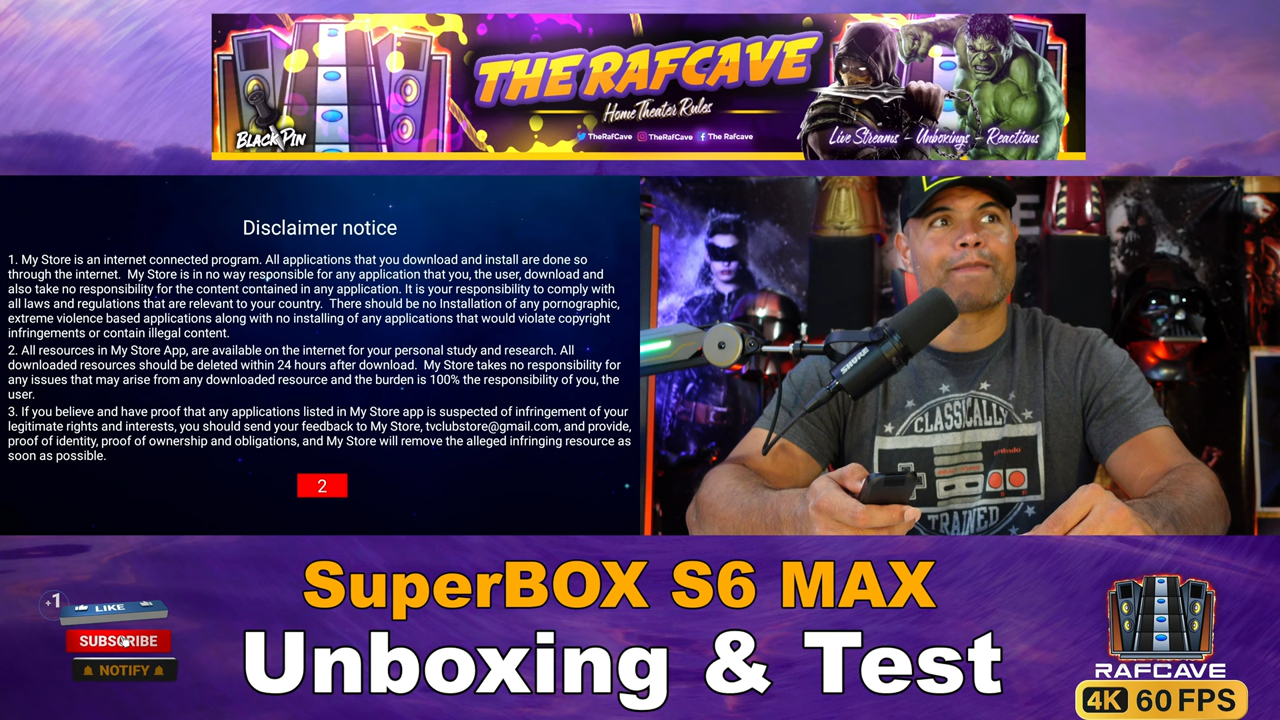 THE RAFCAVE
Home Theater Rules
TheRafCave TheRafCave The Rafcave
BLACK PIN
Live Streams - Unboxings - Reactions
Disclaimer notice
1. My Store is an internet connected program. All applications that you download and install are done so
through the internet. My Store is in no way responsible for any application that you, the user, download and
also take no responsibility for the content contained in any application. It is your responsibility to comply with
all laws and regulations that are relevant to your country. There should be no Installation of any pornographic,
extreme violence based applications along with no installing of any applications that would violate copyright
infringements or contain illegal content.
2. All resources in My Store App, are available on the internet for your personal study and research. All
downloaded resources should be deleted within 24 hours after download. My Store takes no responsibility for
any issues that may arise from any downloaded resource and the burden is 100% the responsibility of you, the
user.
3. If you believe and have proof that any applications listed in My Store app is suspected of infringement of your
legitimate rights and interests, you should send your feedback to My Store, tvclubstore@gmail.com, and provide,
proof of identity, proof of ownership and obligations, and My Store will remove the alleged infringing resource as
soon as possible.
2
SHURE
CLASSICALLY
Nintendo
TRAINED
SuperBOX S6 MAX
Unboxing & Test
+1
LIKE
SUBSCRIBE
NOTIFY
RAFCAVE
4K 60 FPS